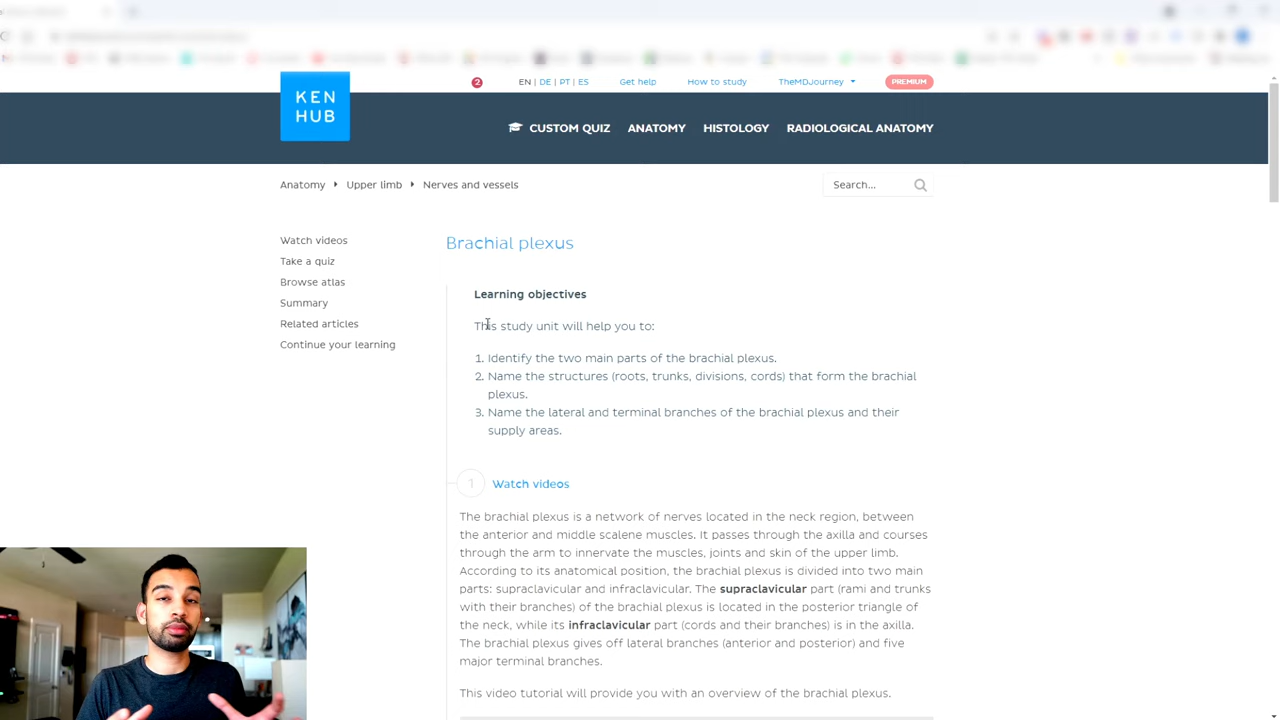 2
EN | DE | PT | ES
Get help
How to study
TheMDJourney
PREMIUM
KEN
HUB
CUSTOM QUIZ
ANATOMY
HISTOLOGY
RADIOLOGICAL ANATOMY
Anatomy
Upper limb
Nerves and vessels
Search...
Watch videos
Take a quiz
Browse atlas
Summary
Related articles
Continue your learning
Brachial plexus
Learning objectives
This study unit will help you to:
1. Identify the two main parts of the brachial plexus.
2. Name the structures (roots, trunks, divisions, cords) that form the brachial
plexus.
3. Name the lateral and terminal branches of the brachial plexus and their
supply areas.
1
Watch videos
The brachial plexus is a network of nerves located in the neck region, between
the anterior and middle scalene muscles. It passes through the axilla and courses
through the arm to innervate the muscles, joints and skin of the upper limb.
According to its anatomical position, the brachial plexus is divided into two main
parts: supraclavicular and infraclavicular. The supraclavicular part (rami and trunks
with their branches) of the brachial plexus is located in the posterior triangle of
the neck, while its infraclavicular part (cords and their branches) is in the axilla.
The brachial plexus gives off lateral branches (anterior and posterior) and five
major terminal branches.
This video tutorial will provide you with an overview of the brachial plexus.